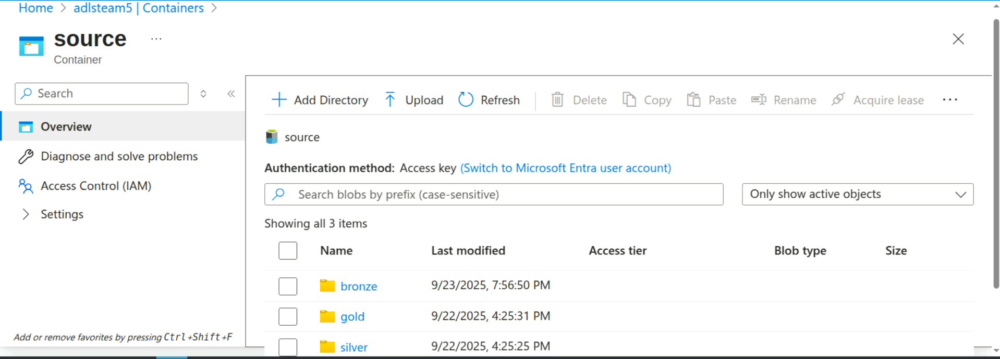 Home > adlsteam5 | Containers >
source ...
Container
Search
Overview
Diagnose and solve problems
Access Control (IAM)
Settings
Add or remove favorites by pressing Ctrl+Shift+F
Add Directory Upload Refresh Delete Copy Paste Rename Acquire lease ...
source
Authentication method: Access key (Switch to Microsoft Entra user account)
Search blobs by prefix (case-sensitive) Only show active objects
Showing all 3 items
Name Last modified Access tier Blob type Size
bronze 9/23/2025, 7:56:50 PM
gold 9/22/2025, 4:25:31 PM
silver 9/22/2025, 4:25:25 PM